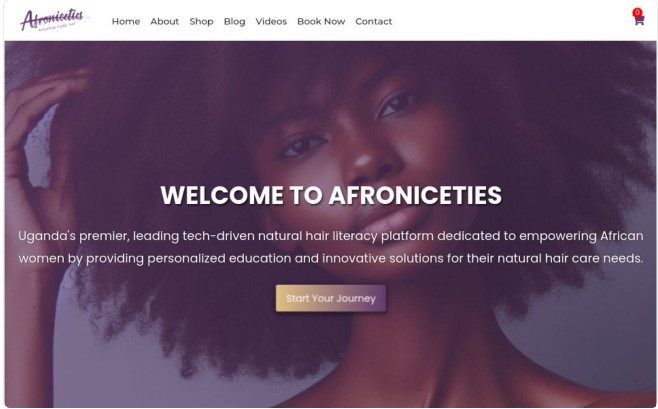 Afroniceties
Home About Shop Blog Videos Book Now Contact
0
WELCOME TO AFRONICETIES
Uganda's premier, leading tech-driven natural hair literacy platform dedicated to empowering African
women by providing personalized education and innovative solutions for their natural hair care needs.
Start Your Journey